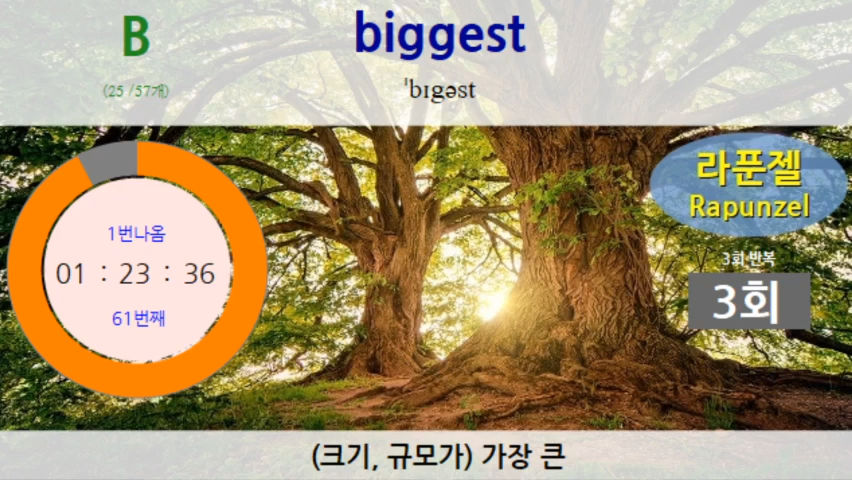 B
biggest
(25 /57개)
ˈbɪgəst
라푼젤
Rapunzel
1번나옴
01 : 23 : 36
61번째
3회 반복
3회
(크기, 규모가) 가장 큰